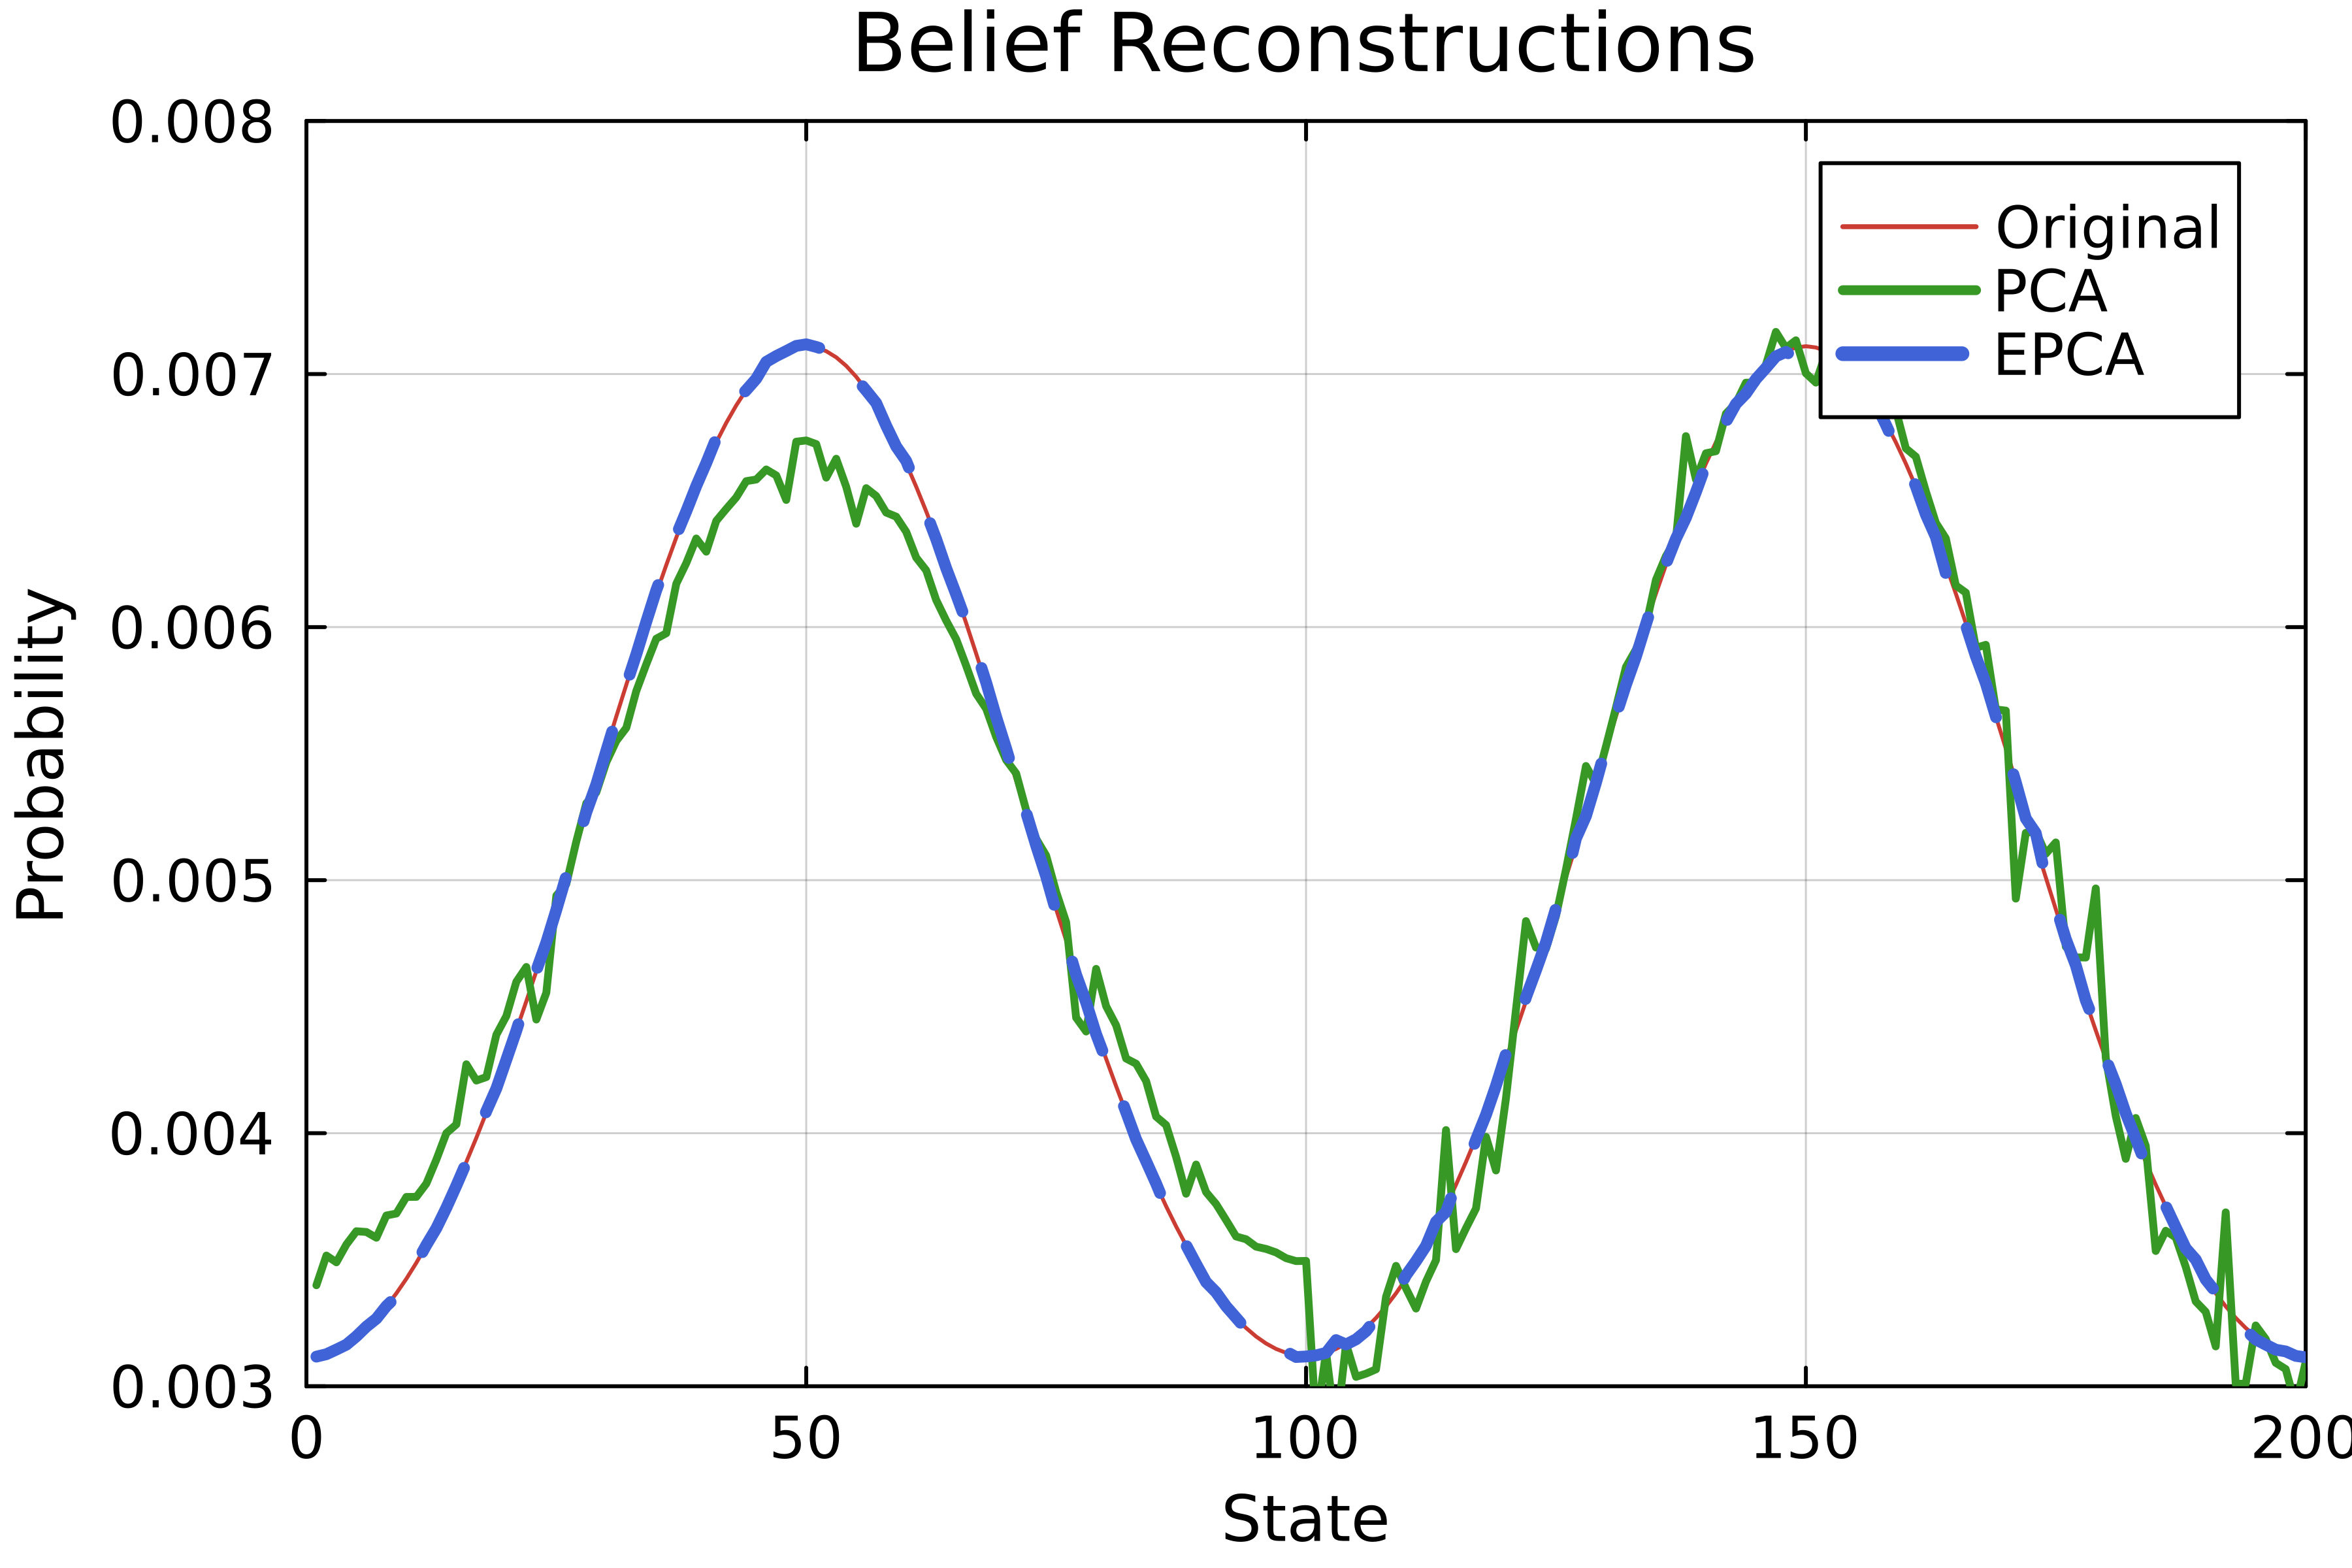 Belief Reconstructions
0.008
0.007
0.006
0.005
0.004
0.003
Probability
Original
PCA
EPCA
0 50 100 150 200
State